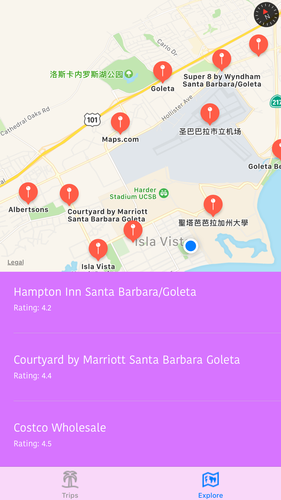 N
Cairo Dr
洛斯卡内罗斯湖公园
Goleta
Super 8 by Wyndham
Santa Barbara/Goleta
Cathedral Oaks Rd
Hollister Ave
217
101
Maps.com
圣巴巴拉市立机场
Goleta Be
Harder
Stadium UCSB
Albertsons
Courtyard by Marriott
Santa Barbara Goleta
聖塔芭芭拉加州大學
Isla Vista
Isla Vista
Legal
Hampton Inn Santa Barbara/Goleta
Rating: 4.2
Courtyard by Marriott Santa Barbara Goleta
Rating: 4.4
Costco Wholesale
Rating: 4.5
Trips
Explore